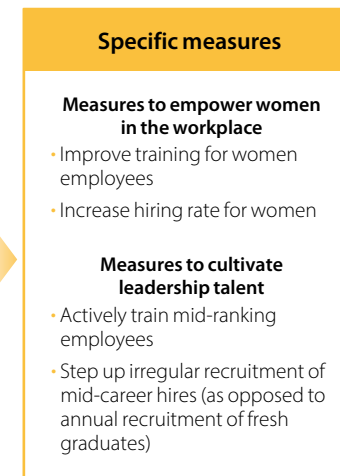 Specific measures
Measures to empower women
in the workplace
• Improve training for women
employees
• Increase hiring rate for women
Measures to cultivate
leadership talent
• Actively train mid-ranking
employees
• Step up irregular recruitment of
mid-career hires (as opposed to
annual recruitment of fresh
graduates)